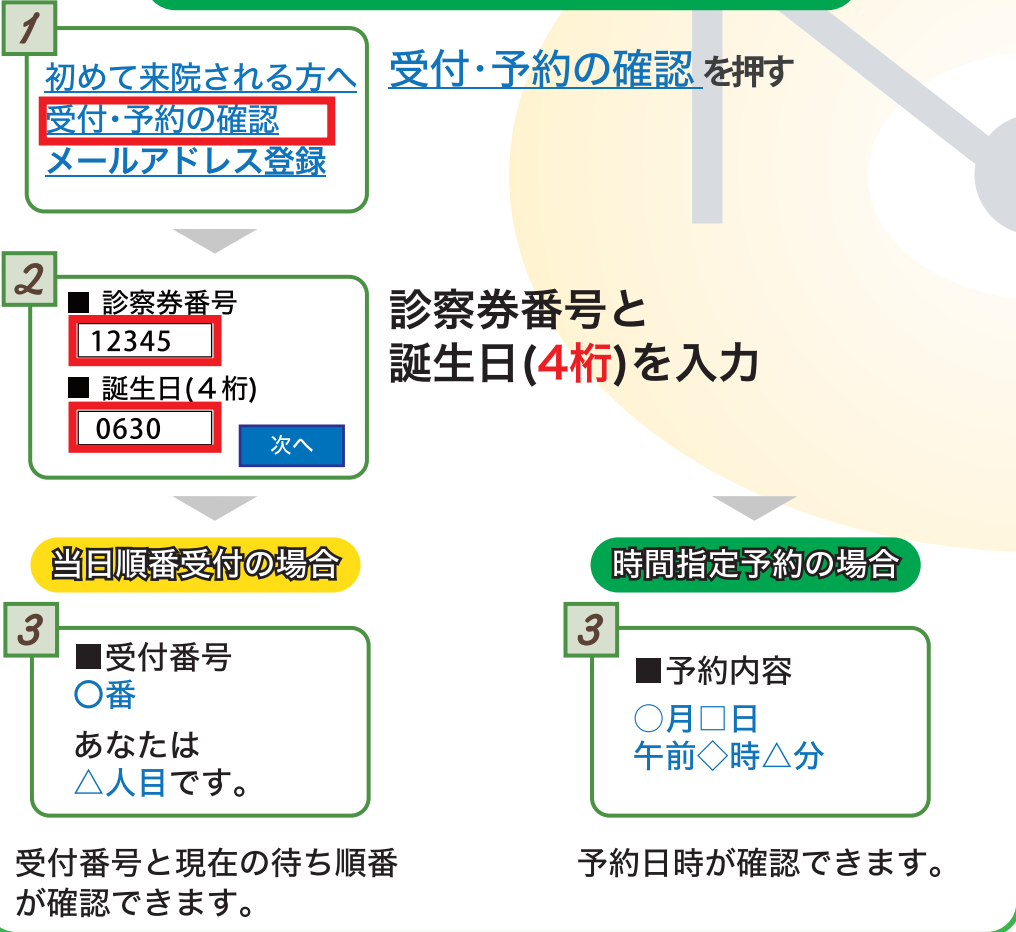 1
初めて来院される方へ
受付・予約の確認
メールアドレス登録
受付・予約の確認 を押す
2
■ 診察券番号
12345
■ 誕生日(4桁)
0630
次へ
診察券番号と
誕生日(4桁)を入力
当日順番受付の場合
3
■受付番号
〇番
あなたは
△人目です。
受付番号と現在の待ち順番
が確認できます。
時間指定予約の場合
3
■予約内容
○月□日
午前◇時△分
予約日時が確認できます。